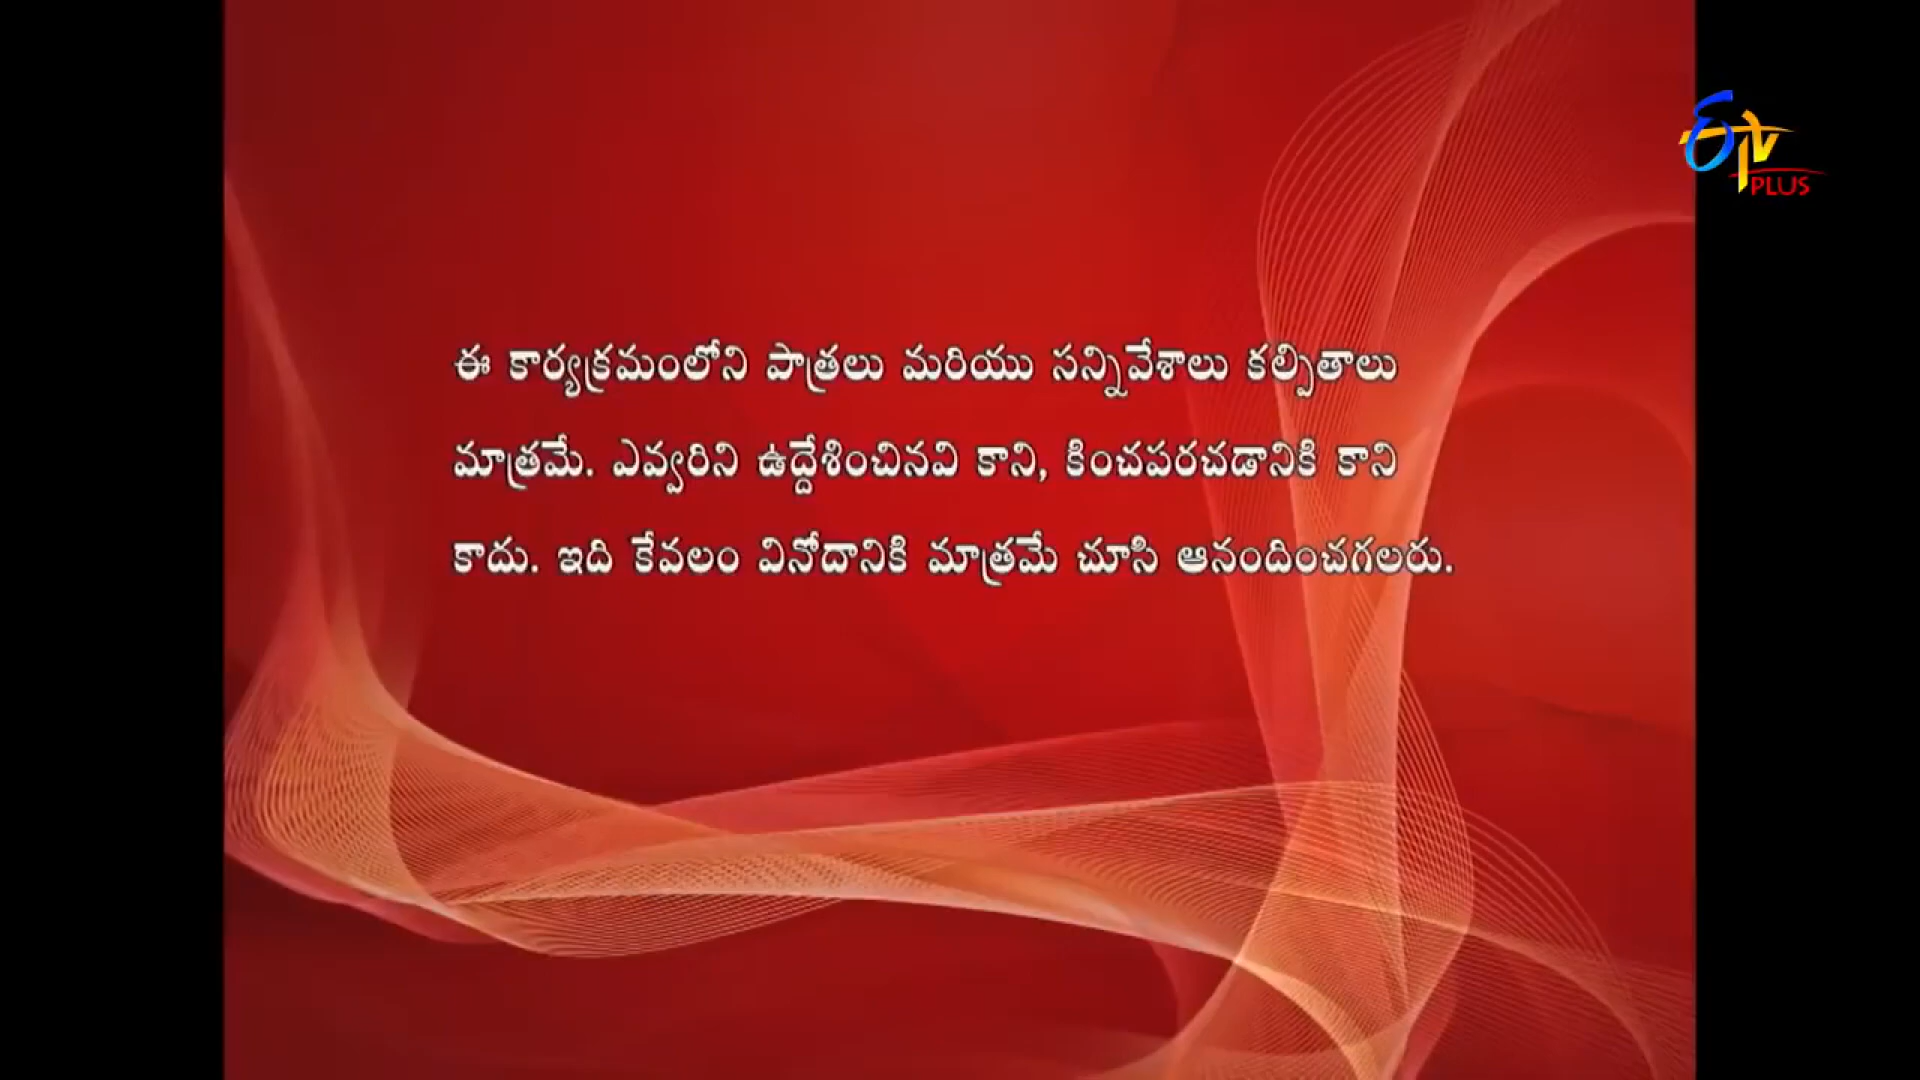 ETV
PLUS
ఈ కార్యక్రమంలోని పాత్రలు మరియు సన్నివేశాలు కల్పితాలు
మాత్రమే. ఎవ్వరిని ఉద్దేశించినవి కాని, కించపరచడానికి కాని
కాదు. ఇది కేవలం వినోదానికి మాత్రమే చూసి ఆనందించగలరు.